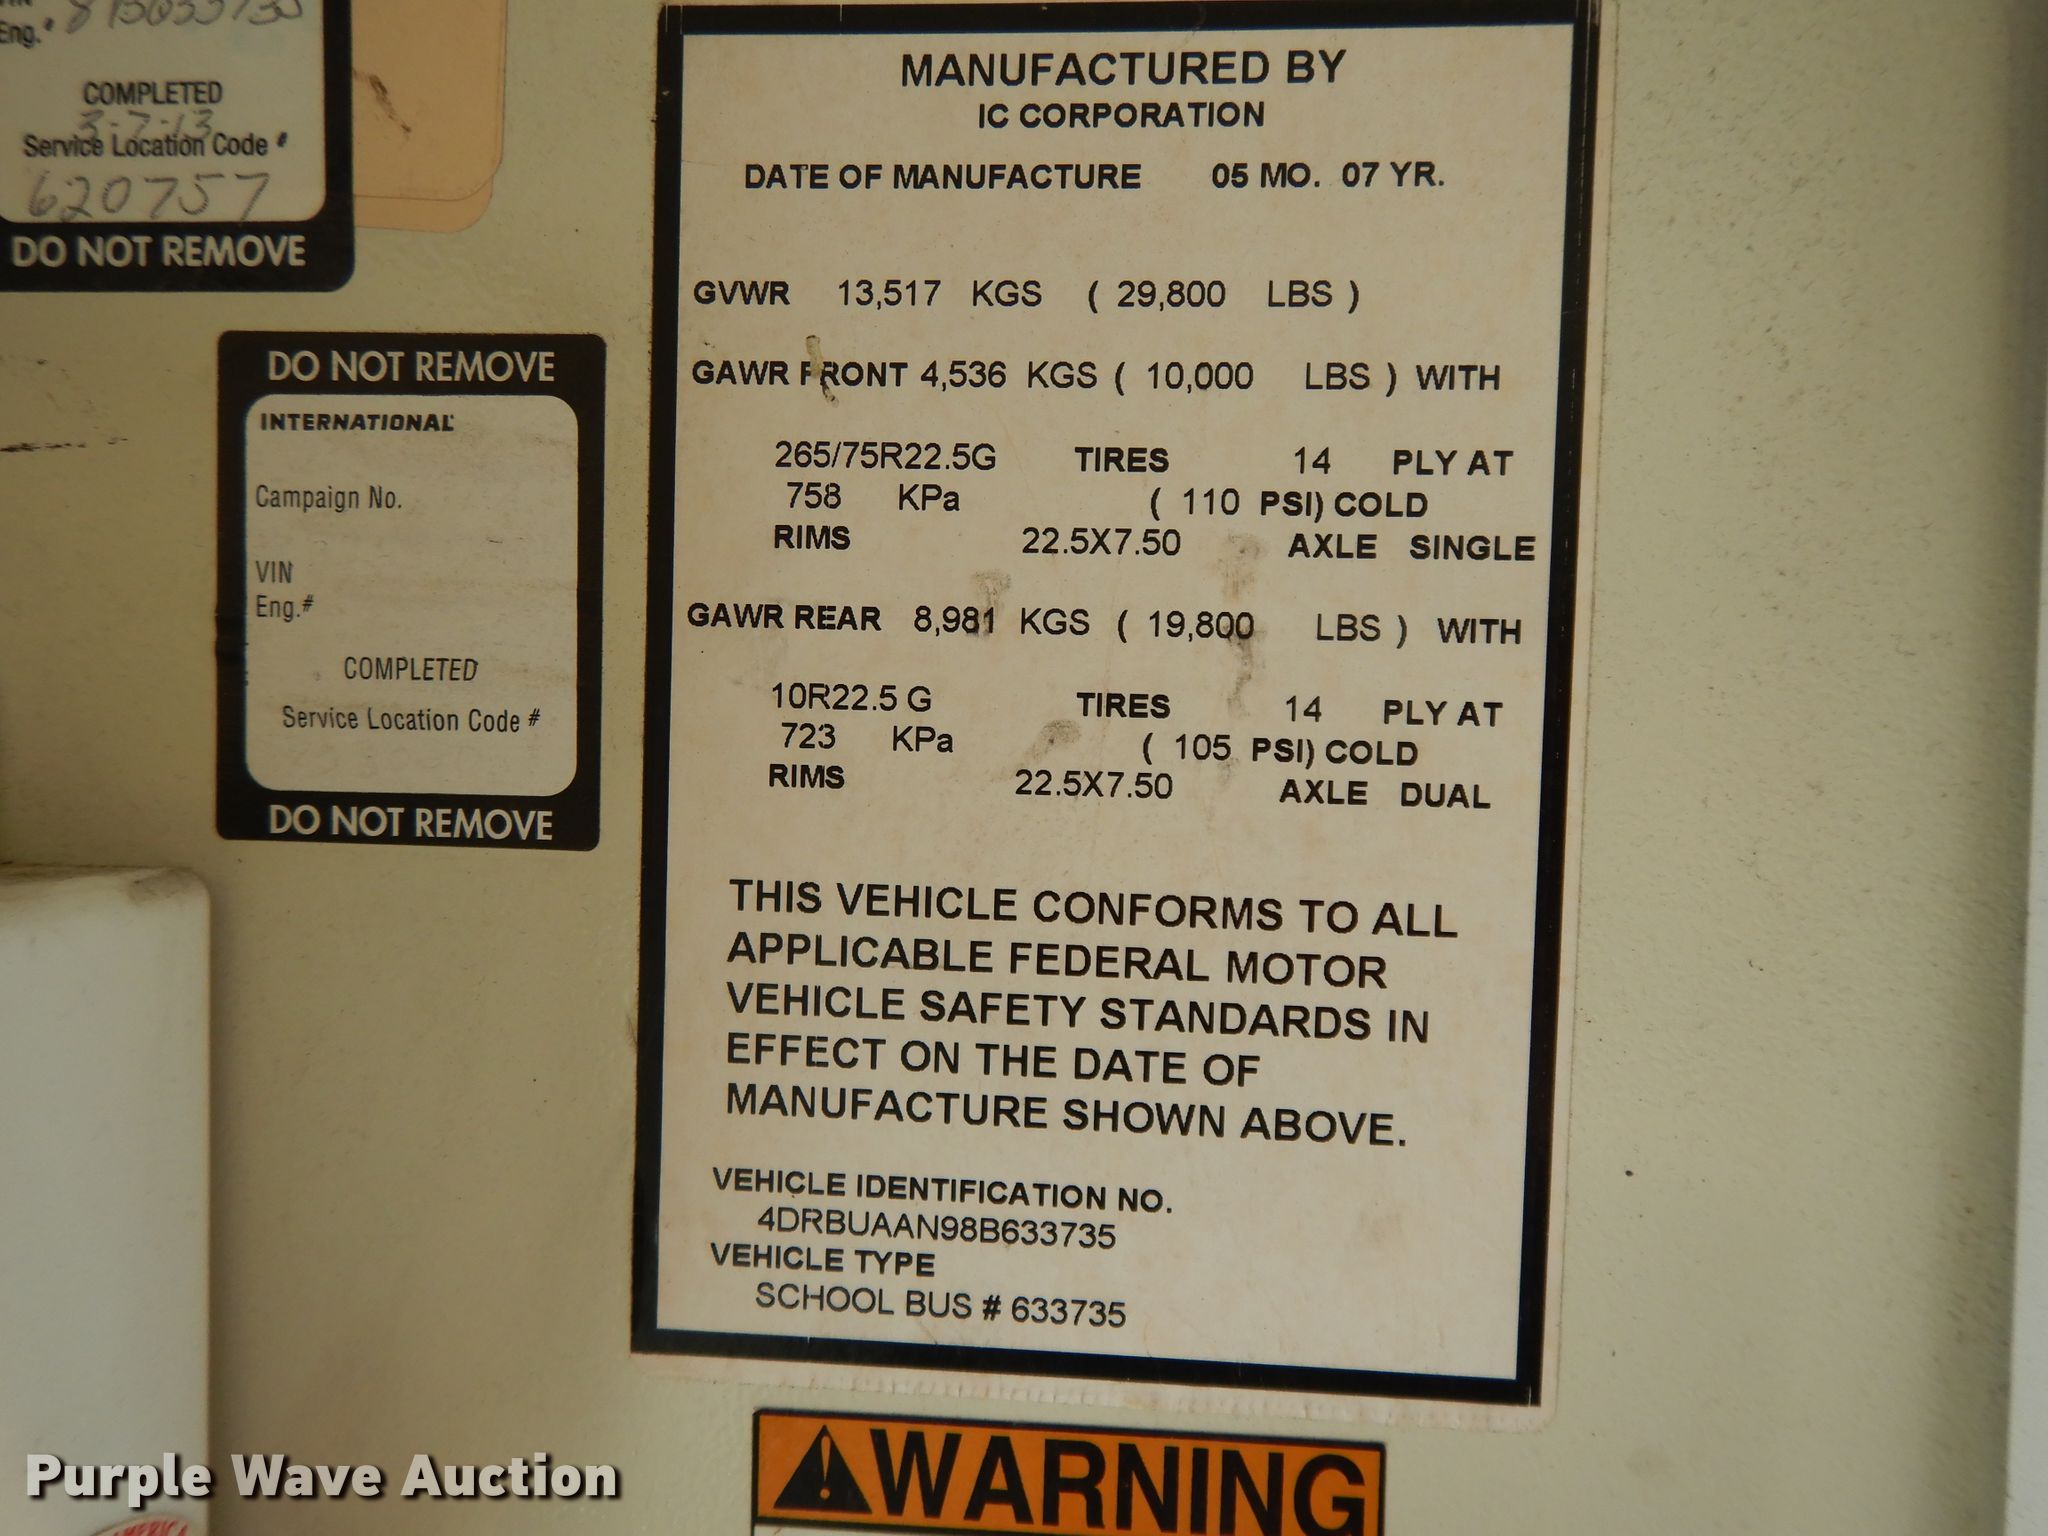 Eng.#
COMPLETED
3-7-13
Service Location Code #
620757
DO NOT REMOVE
DO NOT REMOVE
INTERNATIONAL
Campaign No.
VIN
Eng.#
COMPLETED
Service Location Code #
DO NOT REMOVE
MANUFACTURED BY
IC CORPORATION
DATE OF MANUFACTURE 05 MO. 07 YR.
GVWR 13,517 KGS ( 29,800 LBS )
GAWR FRONT 4,536 KGS ( 10,000 LBS ) WITH
265/75R22.5G TIRES 14 PLY AT
758 KPa ( 110 PSI) COLD
RIMS 22.5X7.50 AXLE SINGLE
GAWR REAR 8,981 KGS ( 19,800 LBS ) WITH
10R22.5 G TIRES 14 PLY AT
723 KPa ( 105 PSI) COLD
RIMS 22.5X7.50 AXLE DUAL
THIS VEHICLE CONFORMS TO ALL
APPLICABLE FEDERAL MOTOR
VEHICLE SAFETY STANDARDS IN
EFFECT ON THE DATE OF
MANUFACTURE SHOWN ABOVE.
VEHICLE IDENTIFICATION NO.
4DRBUAAN98B633735
VEHICLE TYPE
SCHOOL BUS # 633735
WARNING
Purple Wave Auction
AMERICA